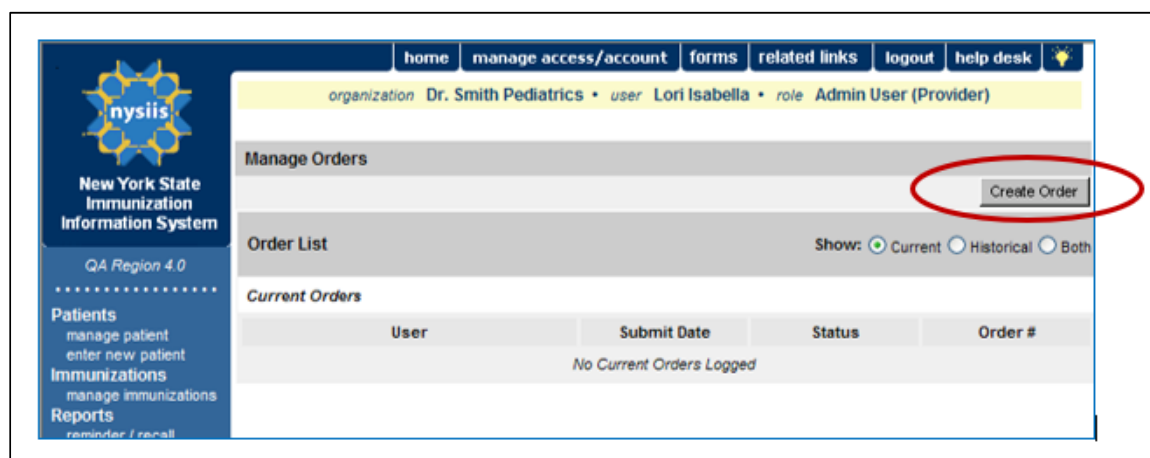 home manage access/account forms related links logout help desk
organization Dr. Smith Pediatrics • user Lori Isabella • role Admin User (Provider)
nysiis
New York State
Immunization
Information System
QA Region 4.0
Patients
manage patient
enter new patient
Immunizations
manage immunizations
Reports
reminder / recall
Manage Orders
Create Order
Order List Show: Current Historical Both
Current Orders
User Submit Date Status Order #
No Current Orders Logged